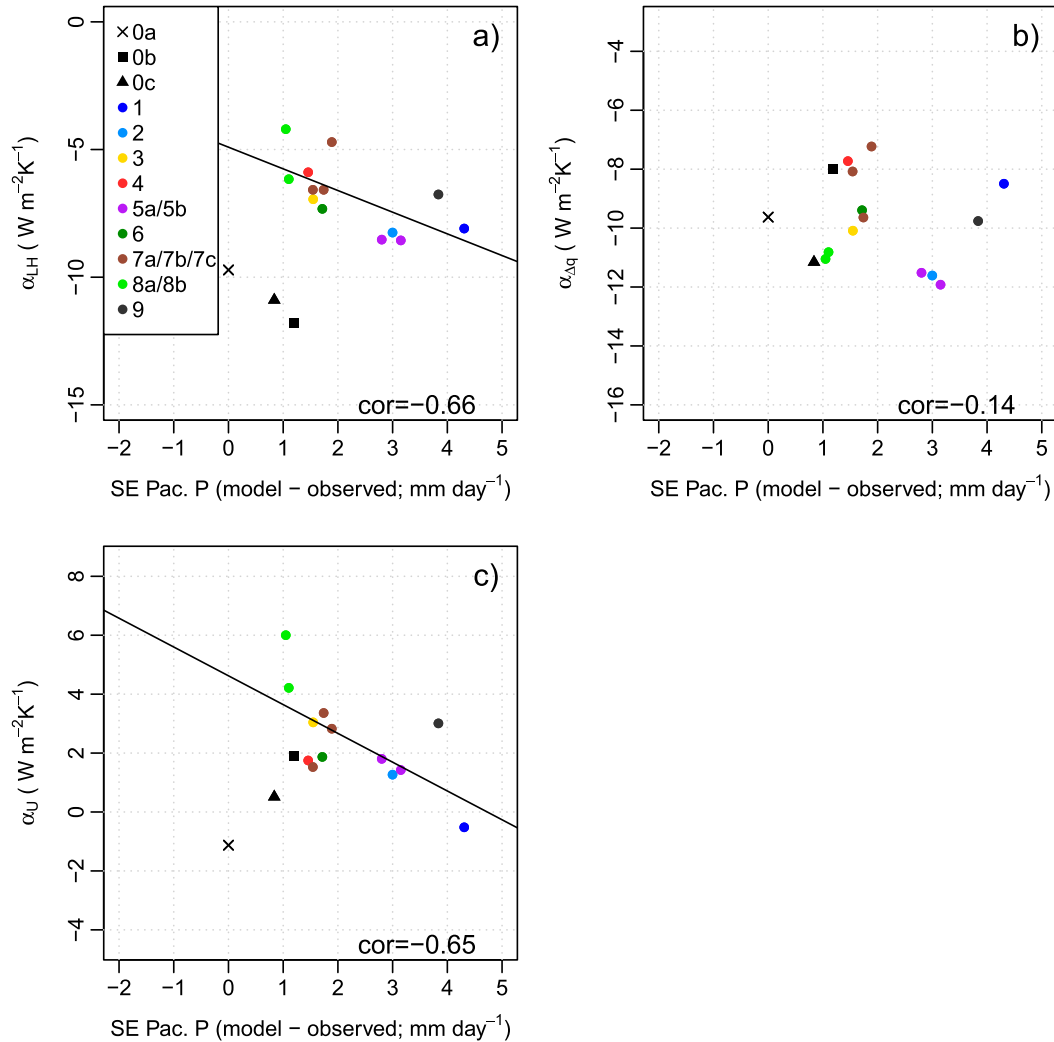 a)
0a
0b
0c
1
2
3
4
5a/5b
6
7a/7b/7c
8a/8b
9
0
−5
−10
−15
α_LH ( W m⁻²K⁻¹)
cor=−0.66
−2 −1 0 1 2 3 4 5
SE Pac. P (model − observed; mm day⁻¹)
b)
−4
−6
−8
−10
−12
−14
−16
α_Δq ( W m⁻²K⁻¹)
cor=−0.14
−2 −1 0 1 2 3 4 5
SE Pac. P (model − observed; mm day⁻¹)
c)
8
6
4
2
0
−2
−4
α_U ( W m⁻²K⁻¹)
cor=−0.65
−2 −1 0 1 2 3 4 5
SE Pac. P (model − observed; mm day⁻¹)